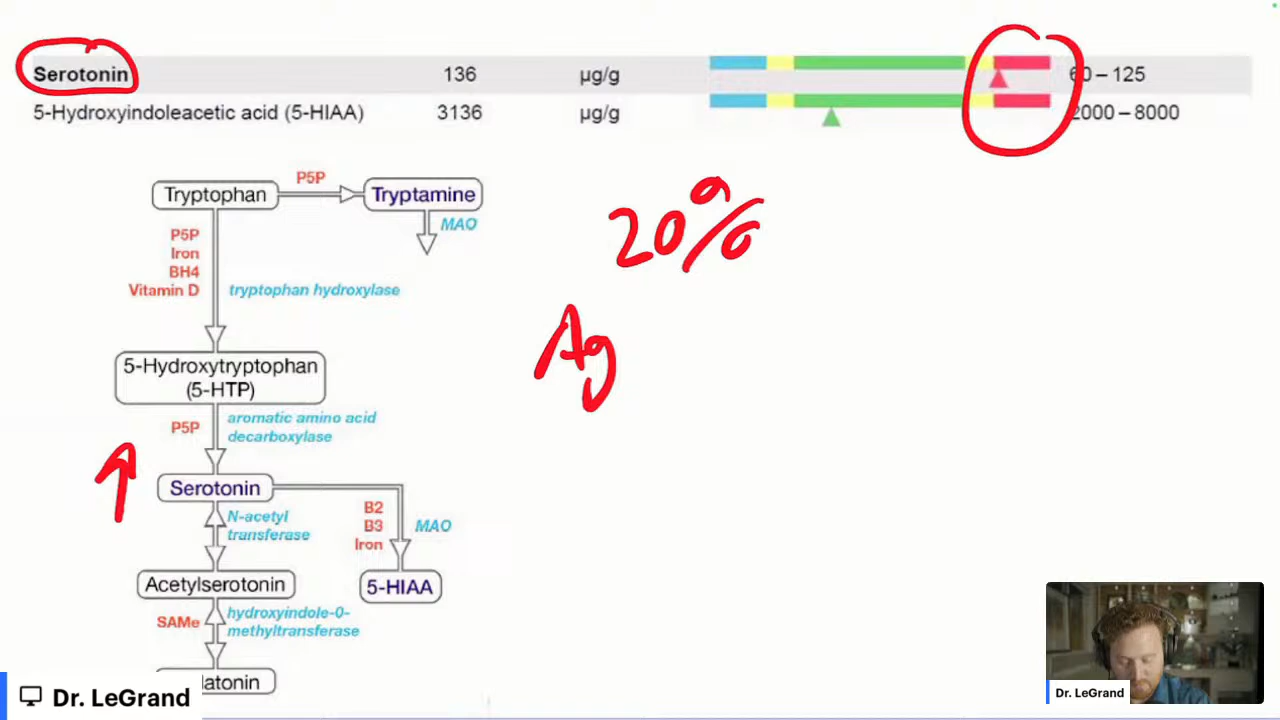 Serotonin 136 µg/g 60 – 125
5-Hydroxyindoleacetic acid (5-HIAA) 3136 µg/g 2000 – 8000
Tryptophan P5P Tryptamine
MAO
P5P
Iron
BH4
Vitamin D tryptophan hydroxylase
20%
Ag
5-Hydroxytryptophan
(5-HTP)
P5P aromatic amino acid
decarboxylase
Serotonin
N-acetyl
transferase
B2
B3
Iron
MAO
Acetylserotonin 5-HIAA
SAMe hydroxyindole-0-
methyltransferase
latonin
Dr. LeGrand
Dr. LeGrand